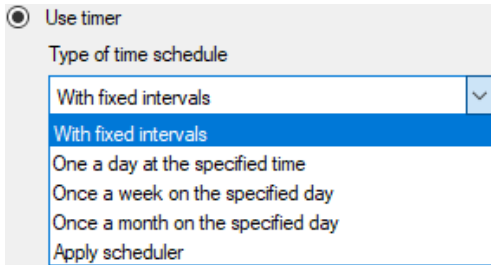 Use timer
Type of time schedule
With fixed intervals
With fixed intervals
One a day at the specified time
Once a week on the specified day
Once a month on the specified day
Apply scheduler